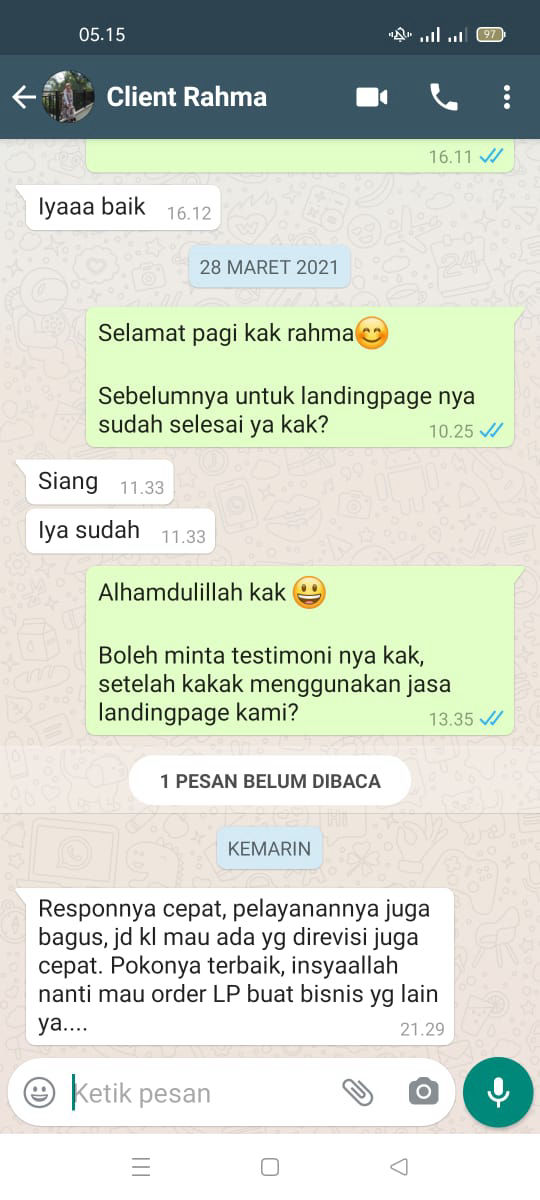 05.15
97
Client Rahma
16.11
Iyaaa baik 16.12
28 MARET 2021
Selamat pagi kak rahma😊
Sebelumnya untuk landingpage nya
sudah selesai ya kak? 10.25
Siang 11.33
Iya sudah 11.33
Alhamdulillah kak 😃
Boleh minta testimoni nya kak,
setelah kakak menggunakan jasa
landingpage kami? 13.35
1 PESAN BELUM DIBACA
KEMARIN
Responnya cepat, pelayanannya juga
bagus, jd kl mau ada yg direvisi juga
cepat. Pokonya terbaik, insyaallah
nanti mau order LP buat bisnis yg lain
ya.... 21.29
Ketik pesan